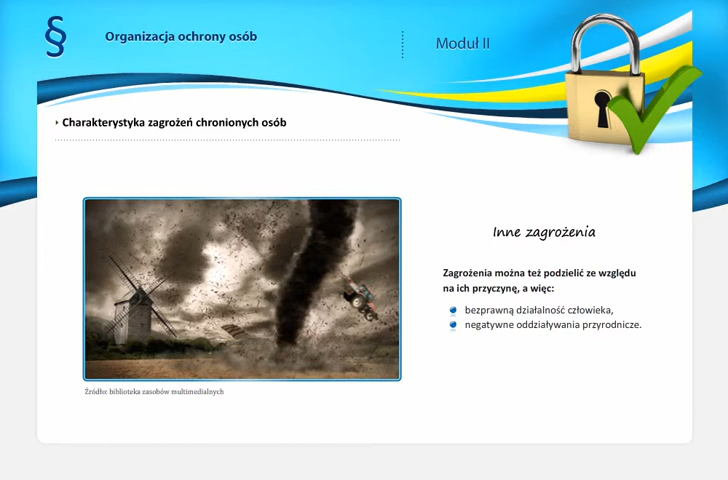 §
Organizacja ochrony osób
Moduł II
Charakterystyka zagrożeń chronionych osób
Inne zagrożenia
Zagrożenia można też podzielić ze względu
na ich przyczynę, a więc:
bezprawną działalność człowieka,
negatywne oddziaływania przyrodnicze.
Źródło: biblioteka zasobów multimedialnych